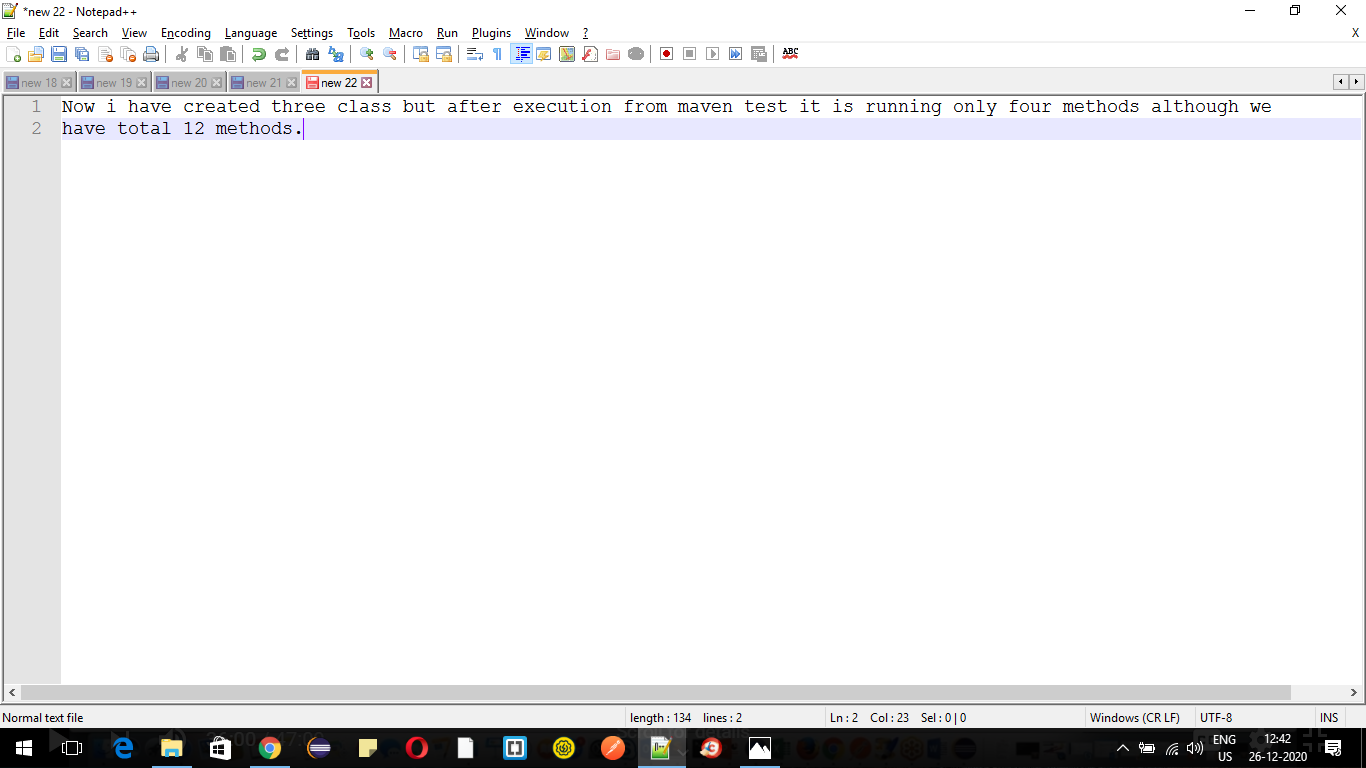 *new 22 - Notepad++
File Edit Search View Encoding Language Settings Tools Macro Run Plugins Window ? X
ABC
new 18 new 19 new 20 new 21 new 22
1 Now i have created three class but after execution from maven test it is running only four methods although we
2 have total 12 methods.
Normal text file length : 134 lines : 2 Ln : 2 Col : 23 Sel : 0 | 0 Windows (CR LF) UTF-8 INS
ENG 12:42
US 26-12-2020